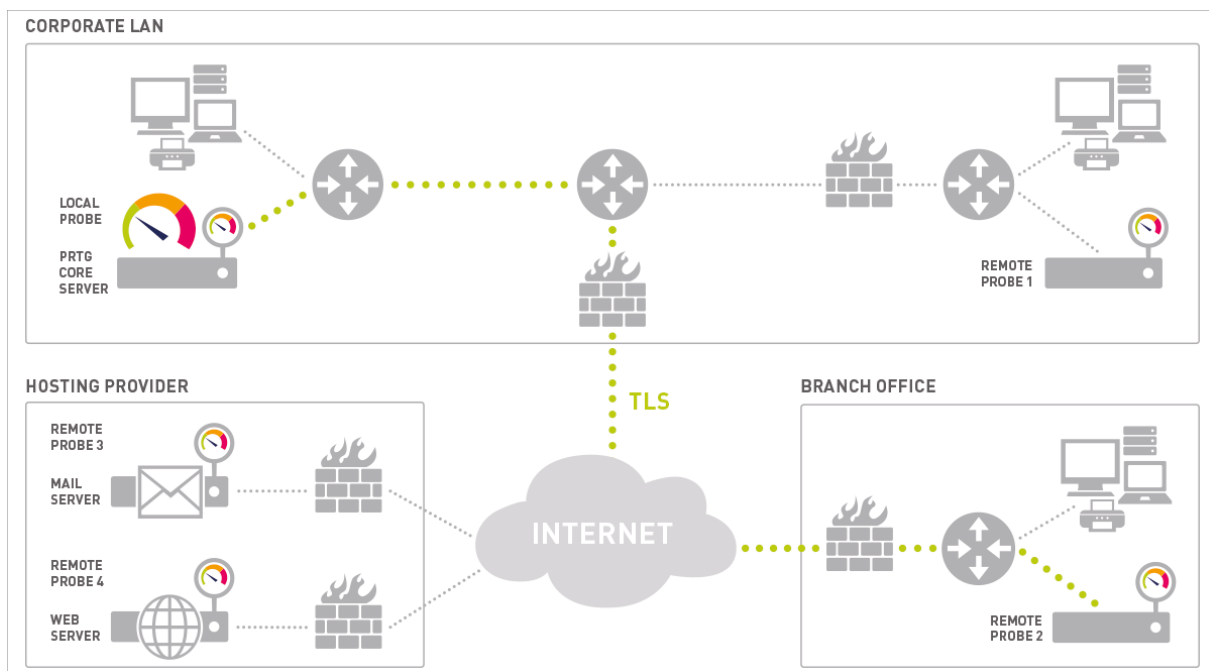 CORPORATE LAN
LOCAL
PROBE
PRTG
CORE
SERVER
REMOTE
PROBE 1
HOSTING PROVIDER
REMOTE
PROBE 3
MAIL
SERVER
REMOTE
PROBE 4
WEB
SERVER
TLS
INTERNET
BRANCH OFFICE
REMOTE
PROBE 2